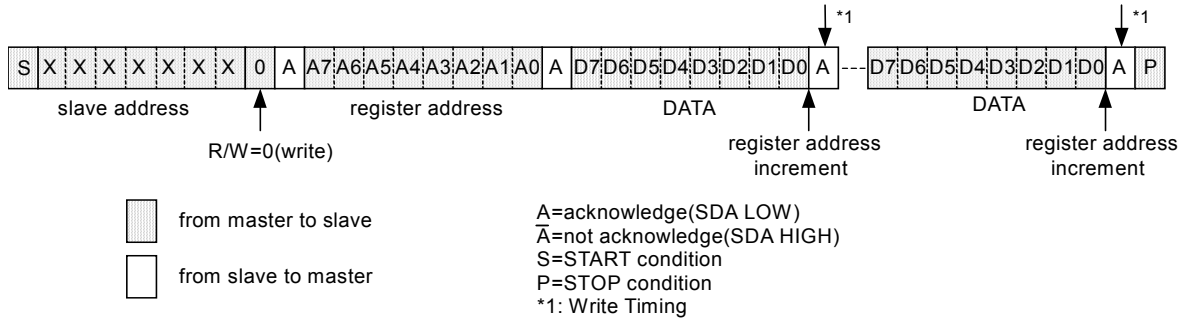 *1 *1
S X X X X X X X 0 A A7 A6 A5 A4 A3 A2 A1 A0 A D7 D6 D5 D4 D3 D2 D1 D0 A D7 D6 D5 D4 D3 D2 D1 D0 A P
slave address register address DATA DATA
R/W=0(write)
register address
increment
register address
increment
from master to slave
from slave to master
A=acknowledge(SDA LOW)
A̅=not acknowledge(SDA HIGH)
S=START condition
P=STOP condition
*1: Write Timing